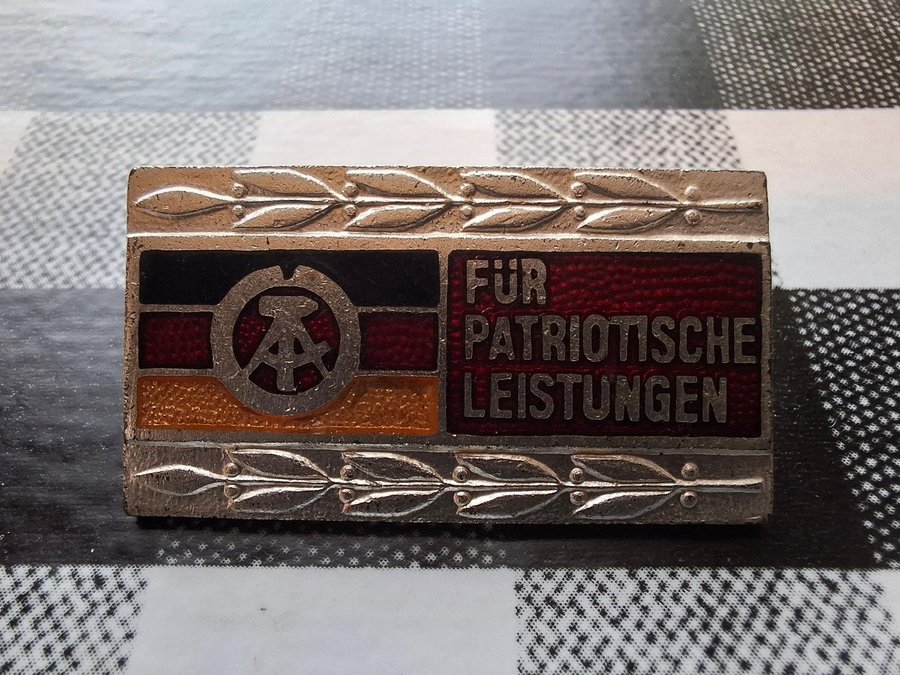 FÜR
PATRIOTISCHE
LEISTUNGEN